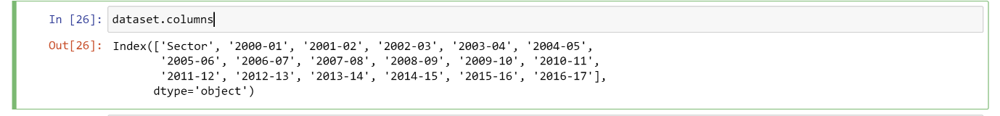 In [26]: dataset.columns
Out[26]: Index(['Sector', '2000-01', '2001-02', '2002-03', '2003-04', '2004-05',
'2005-06', '2006-07', '2007-08', '2008-09', '2009-10', '2010-11',
'2011-12', '2012-13', '2013-14', '2014-15', '2015-16', '2016-17'],
dtype='object')